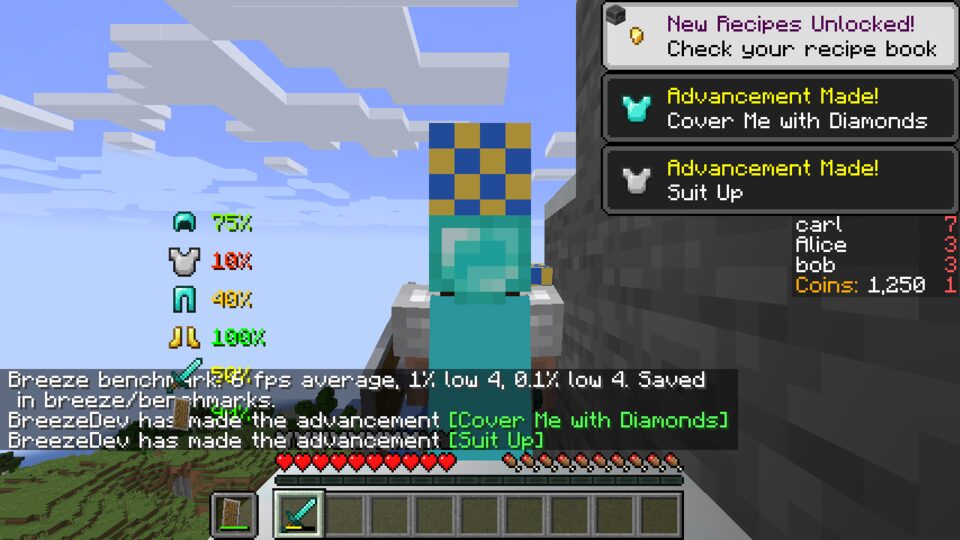 New Recipes Unlocked!
Check your recipe book
Advancement Made!
Cover Me with Diamonds
Advancement Made!
Suit Up
carl 7
Alice 3
bob 3
Coins: 1,250 1
75%
10%
40%
100%
50%
Breeze benchmark: 6 fps average, 1% low 4, 0.1% low 4. Saved
in breeze/benchmarks.
BreezeDev has made the advancement [Cover Me with Diamonds]
BreezeDev has made the advancement [Suit Up]